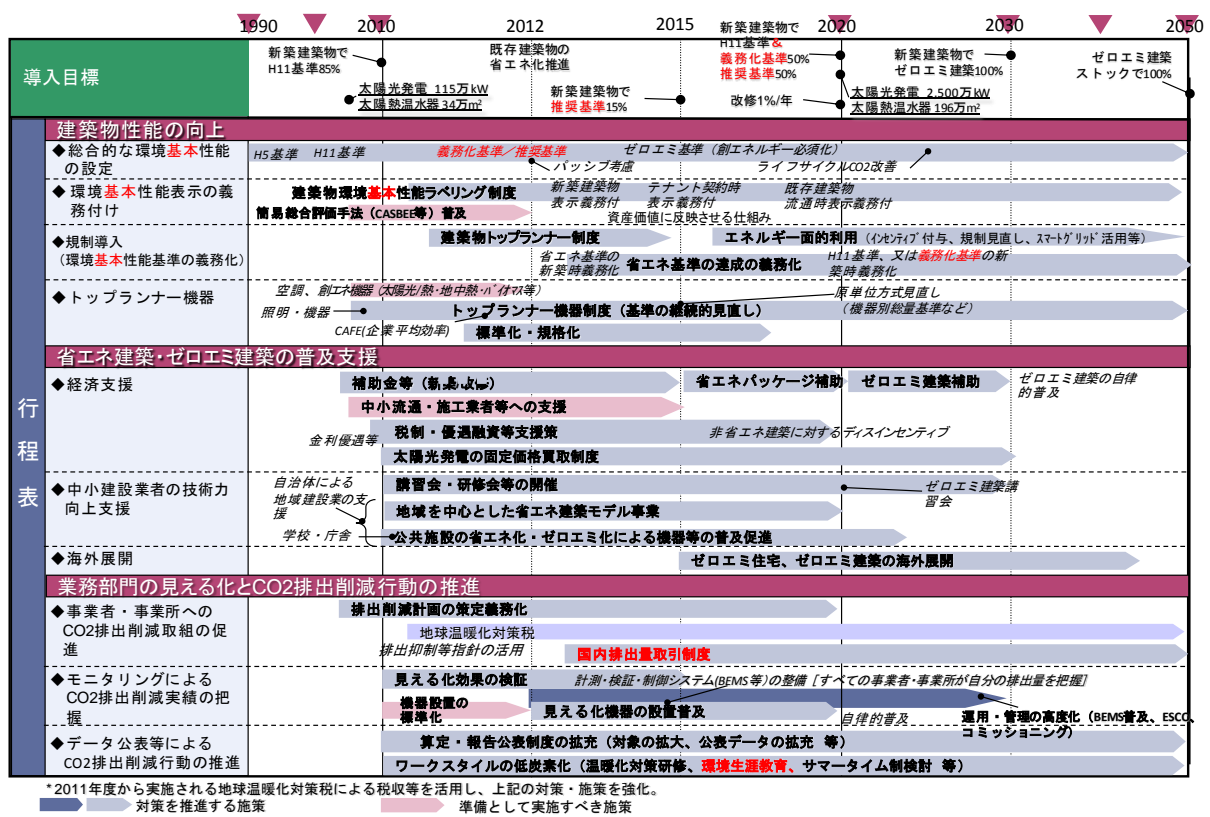 1990 2010 2012 2015 2020 2030 2050
導入目標
新築建築物で
H11基準85%
太陽光発電 115万kW
太陽熱温水器 34万m²
既存建築物の
省エネ化推進
新築建築物で
推奨基準15%
新築建築物で
H11基準&
義務化基準50%
推奨基準50%
改修1%/年
太陽光発電 2,500万kW
太陽熱温水器 196万m²
新築建築物で
ゼロエミ建築100%
ゼロエミ建築
ストックで100%
行程表
建築物性能の向上
◆総合的な環境基本性能
の設定
H5基準 H11基準 義務化基準/推奨基準 ゼロエミ基準(創エネルギー必須化)
パッシブ考慮
ライフサイクルCO2改善
◆環境基本性能表示の義
務付け
建築物環境基本性能ラベリング制度
新築建築物
表示義務付
テナント契約時
表示義務付
既存建築物
流通時表示義務付
簡易総合評価手法(CASBEE等)普及
資産価値に反映させる仕組み
◆規制導入
(環境基本性能基準の義務化)
建築物トップランナー制度
エネルギー面的利用(インセンティブ付与、規制見直し、スマートグリッド活用等)
省エネ基準の
新築時義務化
省エネ基準の達成の義務化
H11基準、又は義務化基準の新
築時義務化
◆トップランナー機器
空調、創エネ機器(太陽光/熱・地中熱・バイオマス等)
照明・機器
トップランナー機器制度(基準の継続的見直し)
原単位方式見直し
(機器別総量基準など)
CAFE(企業平均効率)
標準化・規格化
省エネ建築・ゼロエミ建築の普及支援
◆経済支援
補助金等
省エネパッケージ補助
ゼロエミ建築補助
ゼロエミ建築の自律
的普及
中小流通・施工業者等への支援
金利優遇等
税制・優遇融資等支援策
非省エネ建築に対するディスインセンティブ
太陽光発電の固定価格買取制度
◆中小建設業者の技術力
向上支援
自治体による
地域建設業の支
援
講習会・研修会等の開催
ゼロエミ建築講
習会
地域を中心とした省エネ建築モデル事業
学校・庁舎
公共施設の省エネ化・ゼロエミ化による機器等の普及促進
◆海外展開
ゼロエミ住宅、ゼロエミ建築の海外展開
業務部門の見える化とCO2排出削減行動の推進
◆事業者・事業所への
CO2排出削減取組の促
進
排出削減計画の策定義務化
地球温暖化対策税
排出抑制等指針の活用
国内排出量取引制度
◆モニタリングによる
CO2排出削減実績の把
握
見える化効果の検証
計測・検証・制御システム(BEMS等)の整備[すべての事業者・事業所が自分の排出量を把握]
機器設置の
標準化
見える化機器の設置普及
自律的普及
運用・管理の高度化(BEMS普及、ESCO、
コミッショニング)
◆データ公表等による
CO2排出削減行動の推進
算定・報告公表制度の拡充(対象の拡大、公表データの拡充 等)
ワークスタイルの低炭素化(温暖化対策研修、環境生涯教育、サマータイム制検討 等)
*2011年度から実施される地球温暖化対策税による税収等を活用し、上記の対策・施策を強化。
対策を推進する施策
準備として実施すべき施策